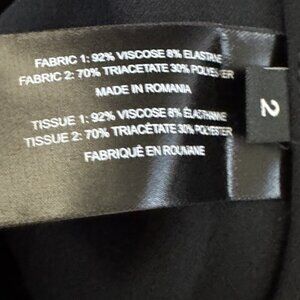 FABRIC 1: 92% VISCOSE 8% ELASTANE
FABRIC 2: 70% TRIACETATE 30% POLYESTER
MADE IN ROMANIA
TISSUE 1: 92% VISCOSE 8% ÉLASTHANNE
TISSUE 2: 70% TRIACÉTATE 30% POLYESTER
FABRIQUÉ EN ROUMANIE
2